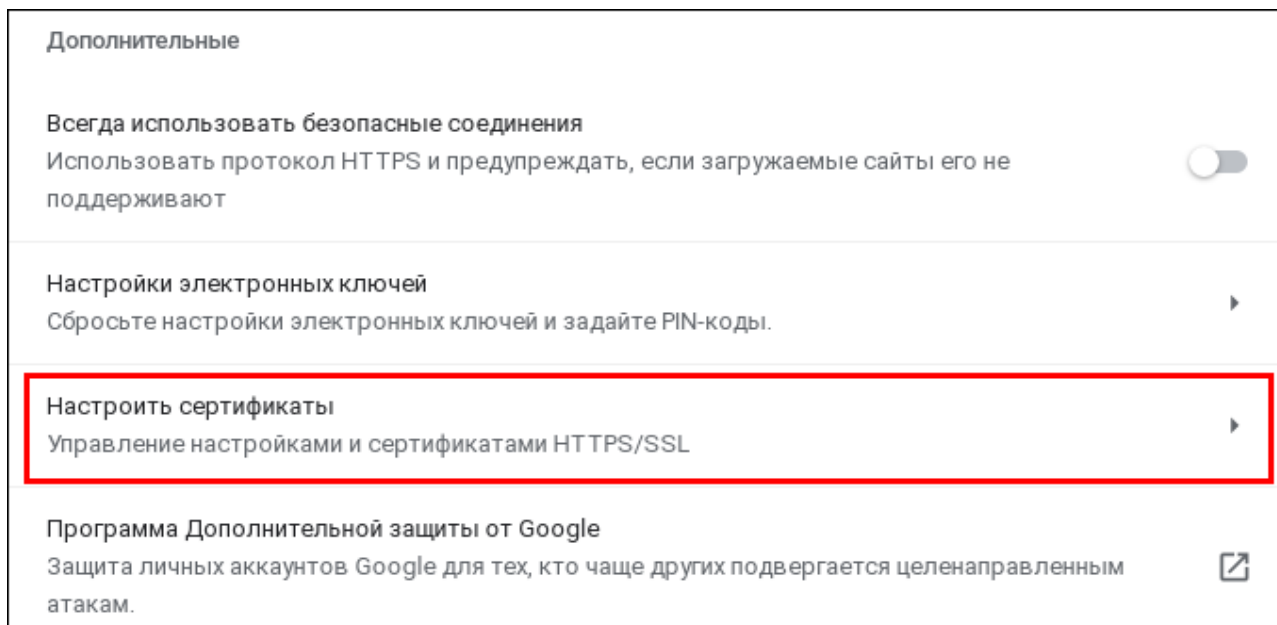 Дополнительные
Всегда использовать безопасные соединения
Использовать протокол HTTPS и предупреждать, если загружаемые сайты его не
поддерживают
Настройки электронных ключей
Сбросьте настройки электронных ключей и задайте PIN-коды.
Настроить сертификаты
Управление настройками и сертификатами HTTPS/SSL
Программа Дополнительной защиты от Google
Защита личных аккаунтов Google для тех, кто чаще других подвергается целенаправленным
атакам.